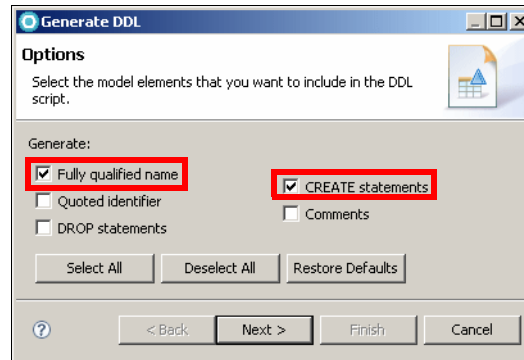 Generate DDL
Options
Select the model elements that you want to include in the DDL
script.
Generate:
Fully qualified name
CREATE statements
Quoted identifier
Comments
DROP statements
Select All Deselect All Restore Defaults
? < Back Next > Finish Cancel